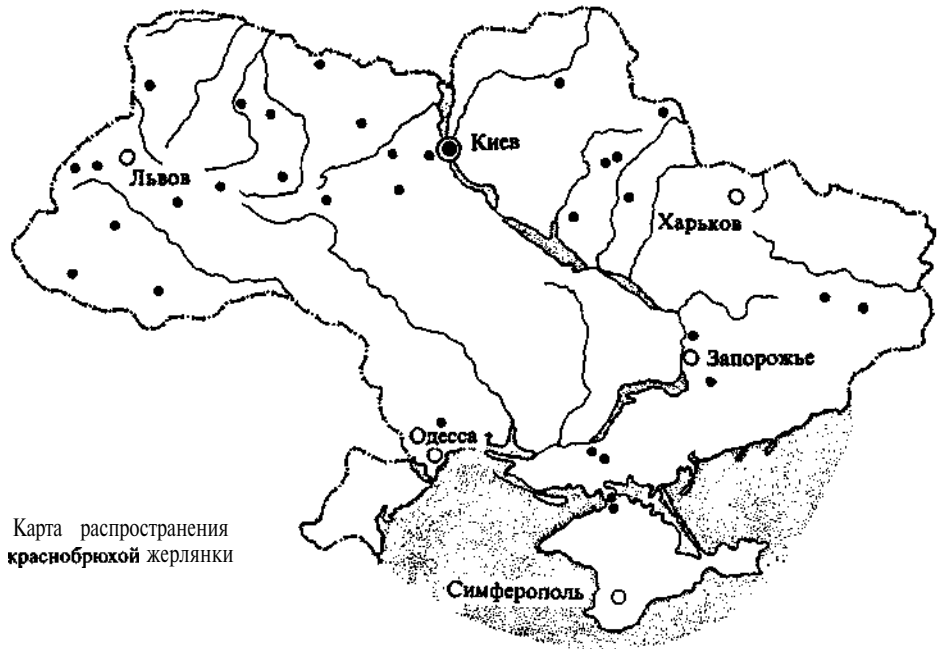 Киев
Львов
Харьков
Запорожье
Одесса
Карта распространения
краснобрюхой жерлянки
Симферополь